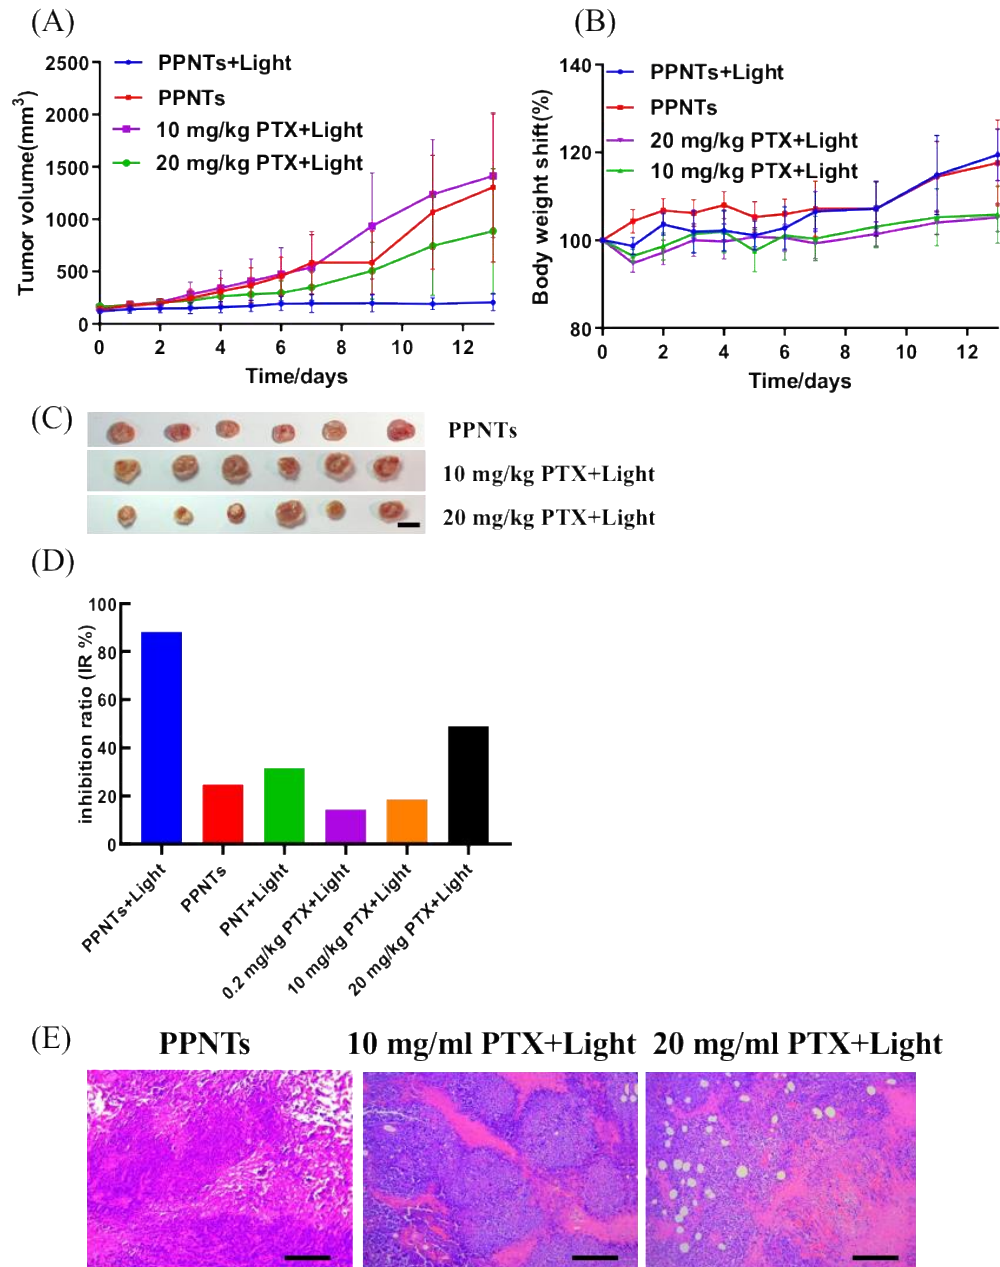 (A)
PPNTs+Light
PPNTs
10 mg/kg PTX+Light
20 mg/kg PTX+Light
Tumor volume(mm3)
2500
2000
1500
1000
500
0
0 2 4 6 8 10 12
Time/days
(B)
PPNTs+Light
PPNTs
20 mg/kg PTX+Light
10 mg/kg PTX+Light
Body weight shift(%)
140
120
100
80
0 2 4 6 8 10 12
Time/days
(C)
PPNTs
10 mg/kg PTX+Light
20 mg/kg PTX+Light
(D)
inhibition ratio (IR %)
100
80
60
40
20
0
PPNTs+Light
PPNTs
PNT+Light
0.2 mg/kg PTX+Light
10 mg/kg PTX+Light
20 mg/kg PTX+Light
(E)
PPNTs
10 mg/ml PTX+Light
20 mg/ml PTX+Light